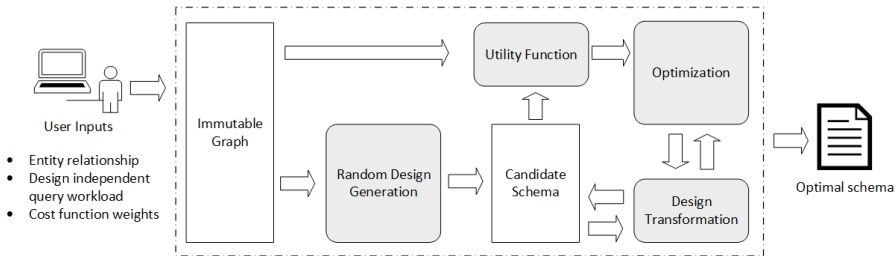 User Inputs
• Entity relationship
• Design independent
query workload
• Cost function weights
Immutable
Graph
Random Design
Generation
Utility Function
Candidate
Schema
Optimization
Design
Transformation
Optimal schema